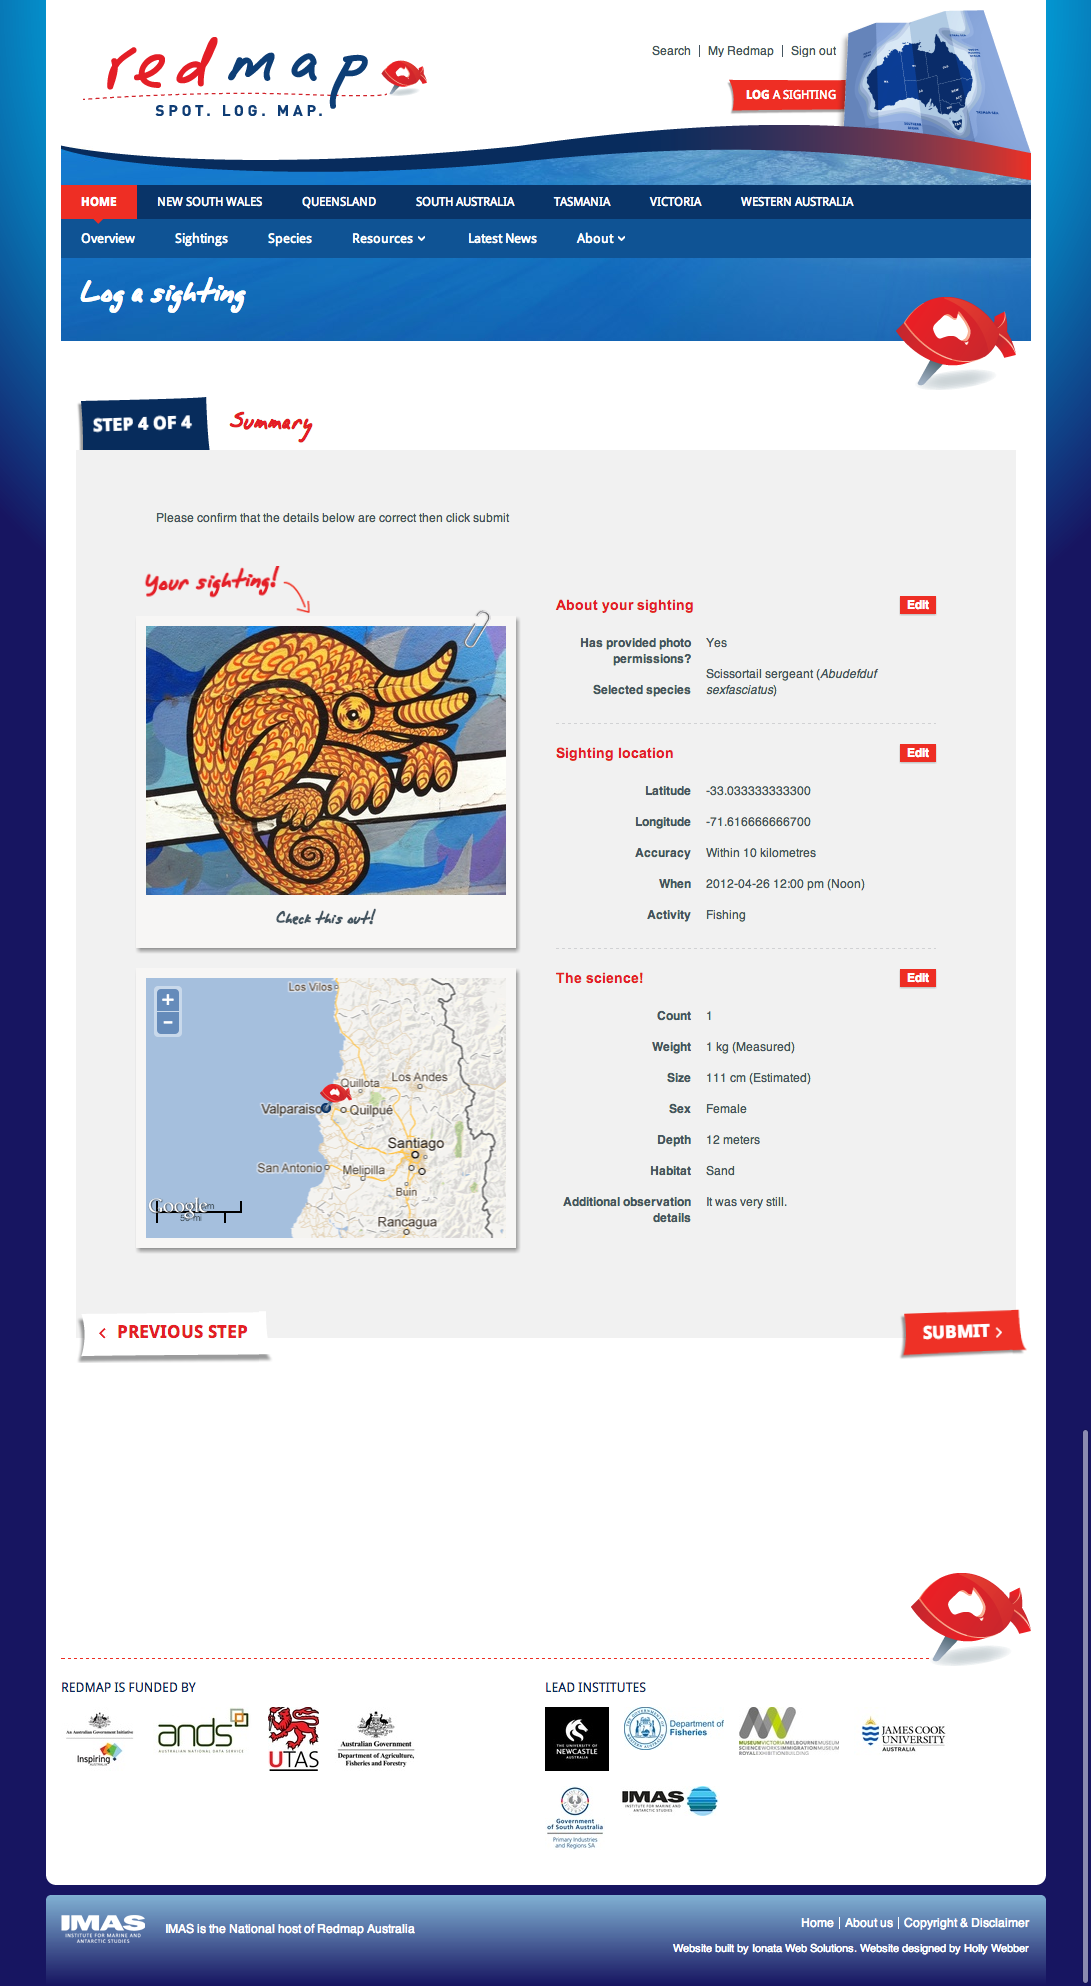 redmap
SPOT. LOG. MAP.
Search | My Redmap | Sign out
LOG A SIGHTING
HOME NEW SOUTH WALES QUEENSLAND SOUTH AUSTRALIA TASMANIA VICTORIA WESTERN AUSTRALIA
Overview Sightings Species Resources Latest News About
Log a sighting
STEP 4 OF 4
Summary
Please confirm that the details below are correct then click submit
Your sighting!
Check this out!
About your sighting Edit
Has provided photo permissions? Yes
Selected species Scissortail sergeant (Abudefduf sexfasciatus)
Sighting location Edit
Latitude -33.033333333300
Longitude -71.616666666700
Accuracy Within 10 kilometres
When 2012-04-26 12:00 pm (Noon)
Activity Fishing
The science! Edit
Count 1
Weight 1 kg (Measured)
Size 111 cm (Estimated)
Sex Female
Depth 12 meters
Habitat Sand
Additional observation details It was very still.
+
−
Los Vilos
Quillota
Los Andes
Valparaiso
Quilpué
Santiago
San Antonio
Melipilla
Buin
Rancagua
Google
‹ PREVIOUS STEP
SUBMIT ›
REDMAP IS FUNDED BY
An Australian Government Initiative
Inspiring
AUSTRALIA
ands
AUSTRALIAN NATIONAL DATA SERVICE
UTAS
Australian Government
Department of Agriculture,
Fisheries and Forestry
LEAD INSTITUTES
THE UNIVERSITY OF
NEWCASTLE
AUSTRALIA
Department of
Fisheries
MUSEUMVICTORIAMELBOURNEMUSEUM
SCIENCEWORKSIMMIGRATIONMUSEUM
ROYALEXHIBITIONBUILDING
JAMES COOK
UNIVERSITY
AUSTRALIA
Government
of South Australia
Primary Industries
and Regions SA
IMAS
INSTITUTE FOR MARINE AND
ANTARCTIC STUDIES
IMAS
INSTITUTE FOR MARINE AND
ANTARCTIC STUDIES
IMAS is the National host of Redmap Australia
Home | About us | Copyright & Disclaimer
Website built by Ionata Web Solutions. Website designed by Holly Webber